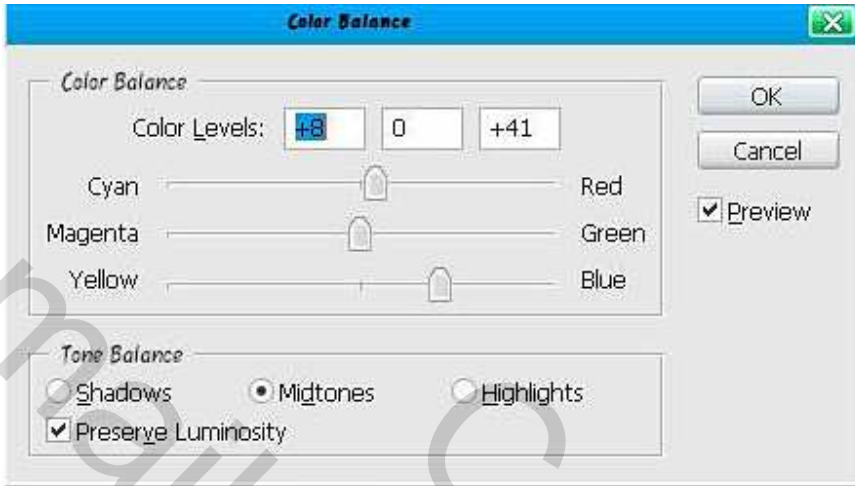 Color Balance
Color Balance
Color Levels: +8 0 +41
OK
Cancel
Cyan Red
Preview
Magenta Green
Yellow Blue
Tone Balance
Shadows Midtones Highlights
Preserve Luminosity